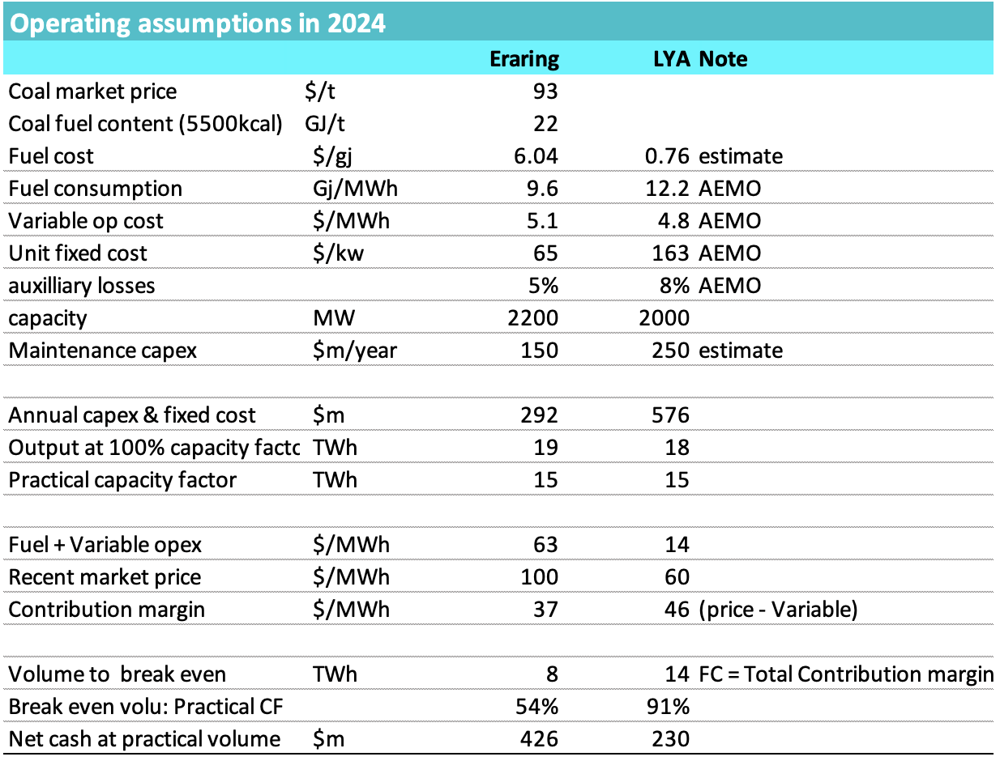 Operating assumptions in 2024
Eraring LYA Note
Coal market price $/t 93
Coal fuel content (5500kcal) GJ/t 22
Fuel cost $/gj 6.04 0.76 estimate
Fuel consumption Gj/MWh 9.6 12.2 AEMO
Variable op cost $/MWh 5.1 4.8 AEMO
Unit fixed cost $/kw 65 163 AEMO
auxilliary losses 5% 8% AEMO
capacity MW 2200 2000
Maintenance capex $m/year 150 250 estimate
Annual capex & fixed cost $m 292 576
Output at 100% capacity factc TWh 19 18
Practical capacity factor TWh 15 15
Fuel + Variable opex $/MWh 63 14
Recent market price $/MWh 100 60
Contribution margin $/MWh 37 46 (price - Variable)
Volume to break even TWh 8 14 FC = Total Contribution margin
Break even volu: Practical CF 54% 91%
Net cash at practical volume $m 426 230